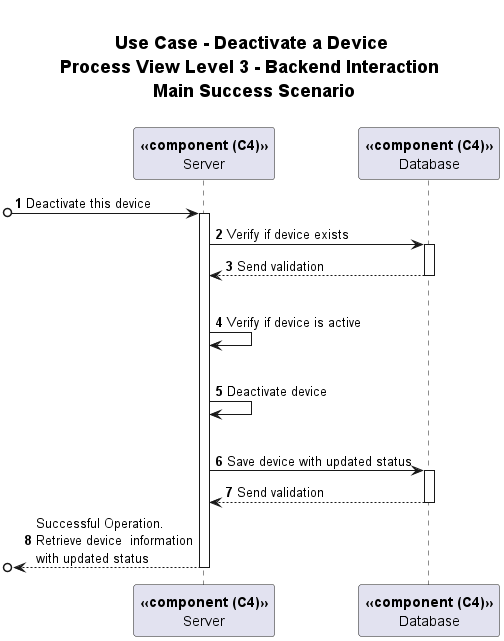 Use Case - Deactivate a Device
Process View Level 3 - Backend Interaction
Main Success Scenario
«component (C4)»
Server
«component (C4)»
Database
1 Deactivate this device
2 Verify if device exists
3 Send validation
4 Verify if device is active
5 Deactivate device
6 Save device with updated status
7 Send validation
Successful Operation.
8 Retrieve device information
with updated status
«component (C4)»
Server
«component (C4)»
Database